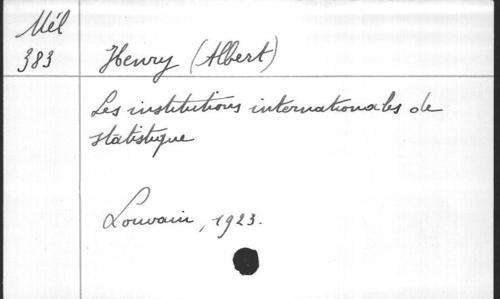 Mél
383
Henry (Albert)
Les institutions internationales de
statistique
Louvain, 1923.